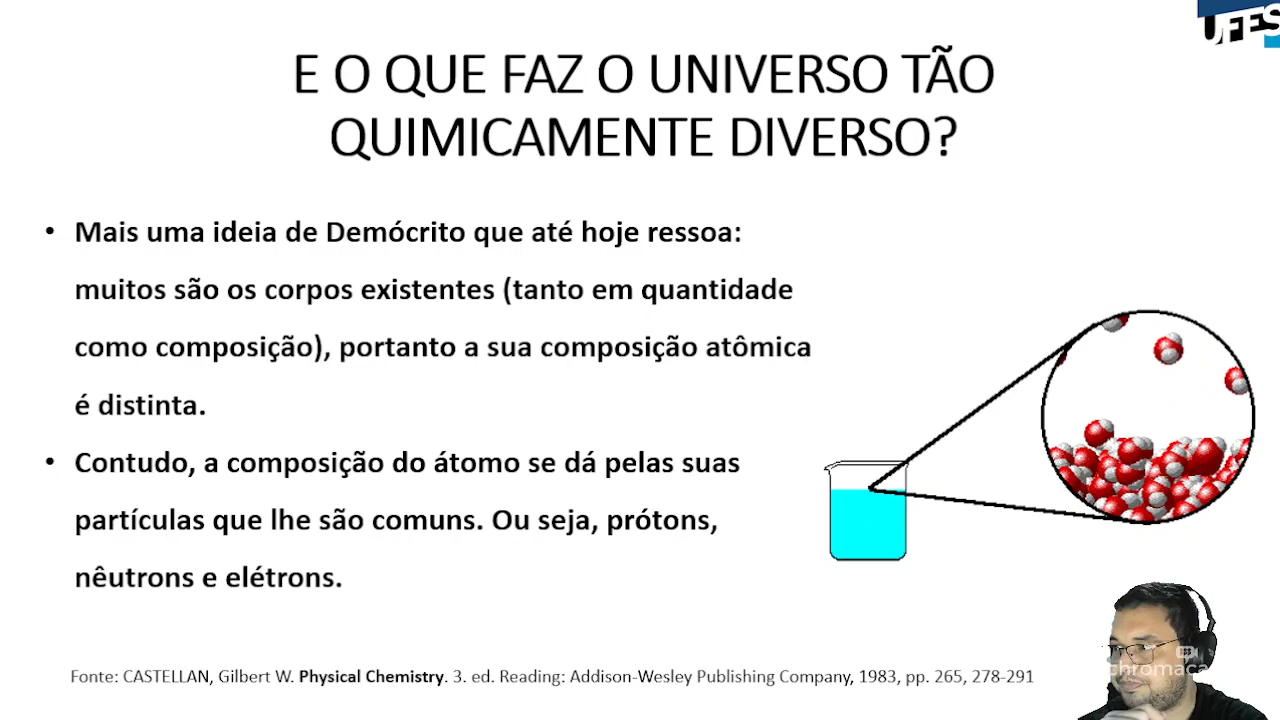 UFES
E O QUE FAZ O UNIVERSO TÃO
QUIMICAMENTE DIVERSO?
• Mais uma ideia de Demócrito que até hoje ressoa:
muitos são os corpos existentes (tanto em quantidade
como composição), portanto a sua composição atômica
é distinta.
• Contudo, a composição do átomo se dá pelas suas
partículas que lhe são comuns. Ou seja, prótons,
nêutrons e elétrons.
Fonte: CASTELLAN, Gilbert W. Physical Chemistry. 3. ed. Reading: Addison-Wesley Publishing Company, 1983, pp. 265, 278-291